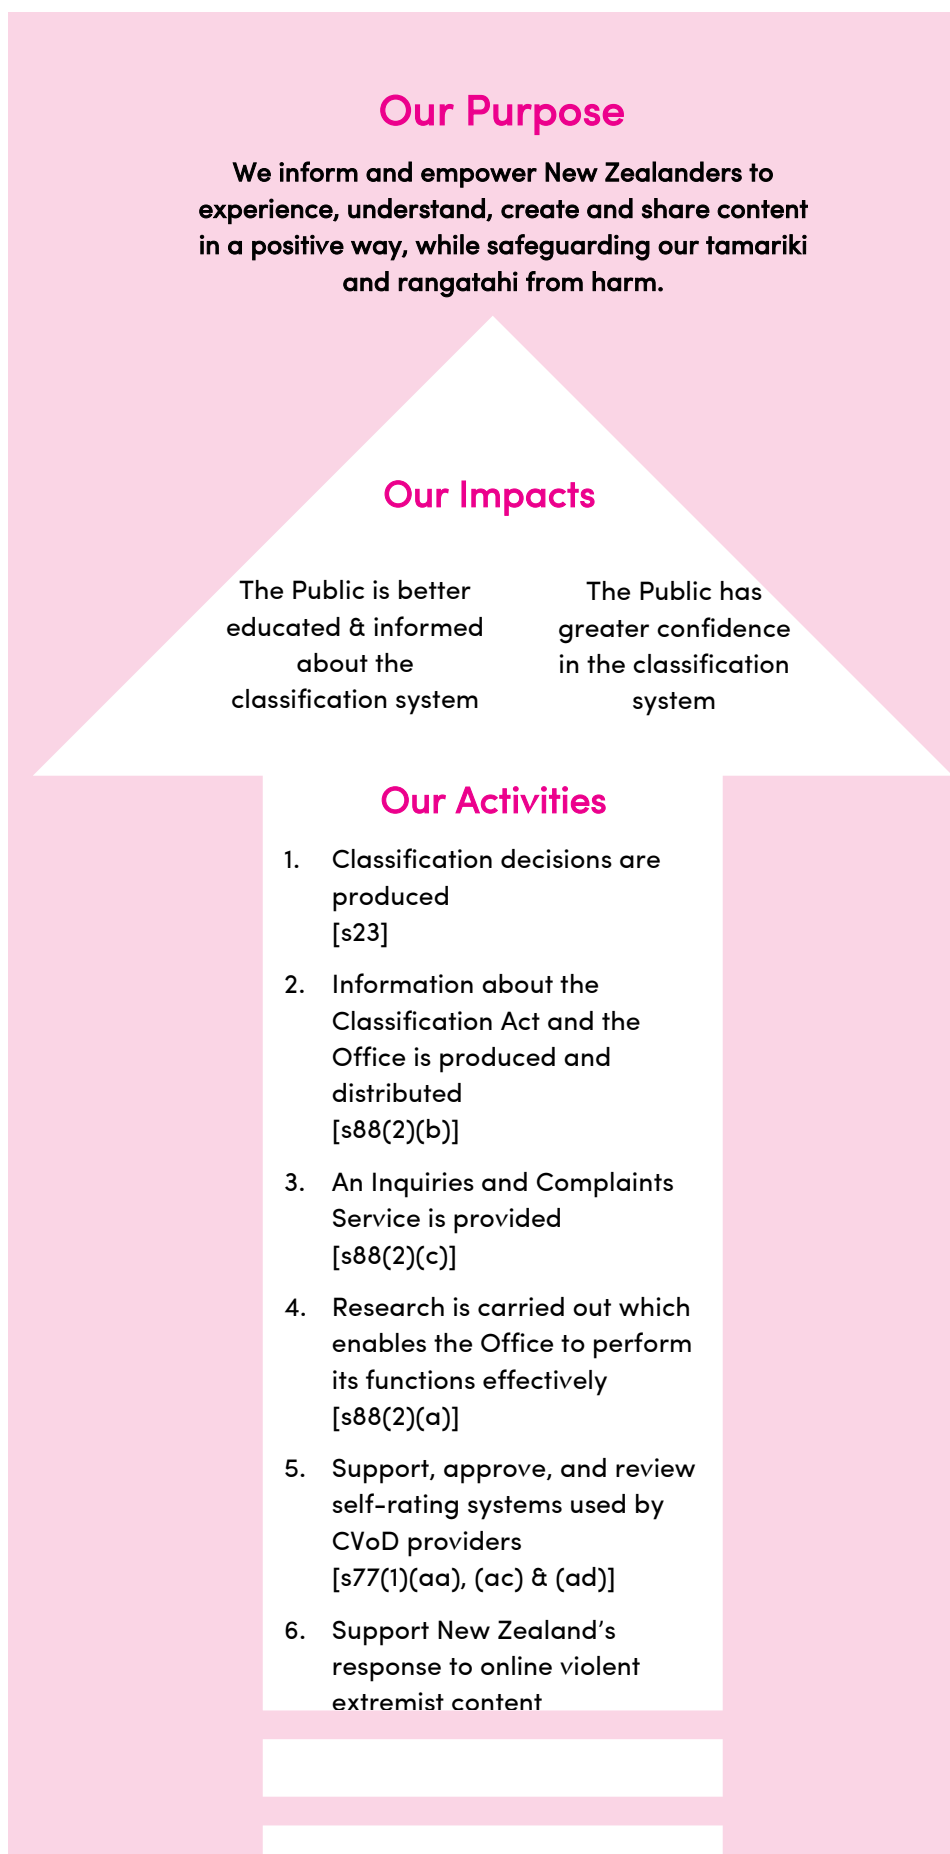 Our Purpose
We inform and empower New Zealanders to
experience, understand, create and share content
in a positive way, while safeguarding our tamariki
and rangatahi from harm.
Our Impacts
The Public is better
educated & informed
about the
classification system
The Public has
greater confidence
in the classification
system
Our Activities
1. Classification decisions are
produced
[s23]
2. Information about the
Classification Act and the
Office is produced and
distributed
[s88(2)(b)]
3. An Inquiries and Complaints
Service is provided
[s88(2)(c)]
4. Research is carried out which
enables the Office to perform
its functions effectively
[s88(2)(a)]
5. Support, approve, and review
self-rating systems used by
CVoD providers
[s77(1)(aa), (ac) & (ad)]
6. Support New Zealand’s
response to online violent
extremist content